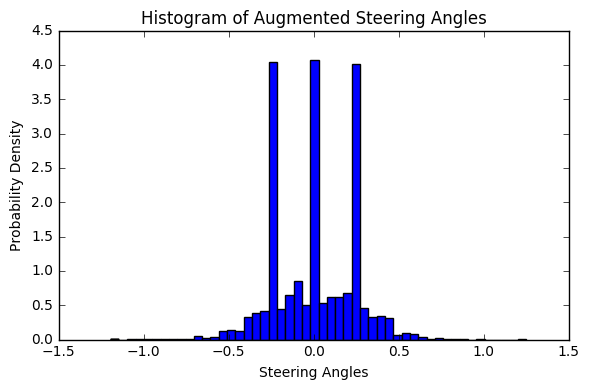 Histogram of Augmented Steering Angles
4.5
4.0
3.5
3.0
2.5
2.0
1.5
1.0
0.5
0.0
Probability Density
−1.5 −1.0 −0.5 0.0 0.5 1.0 1.5
Steering Angles